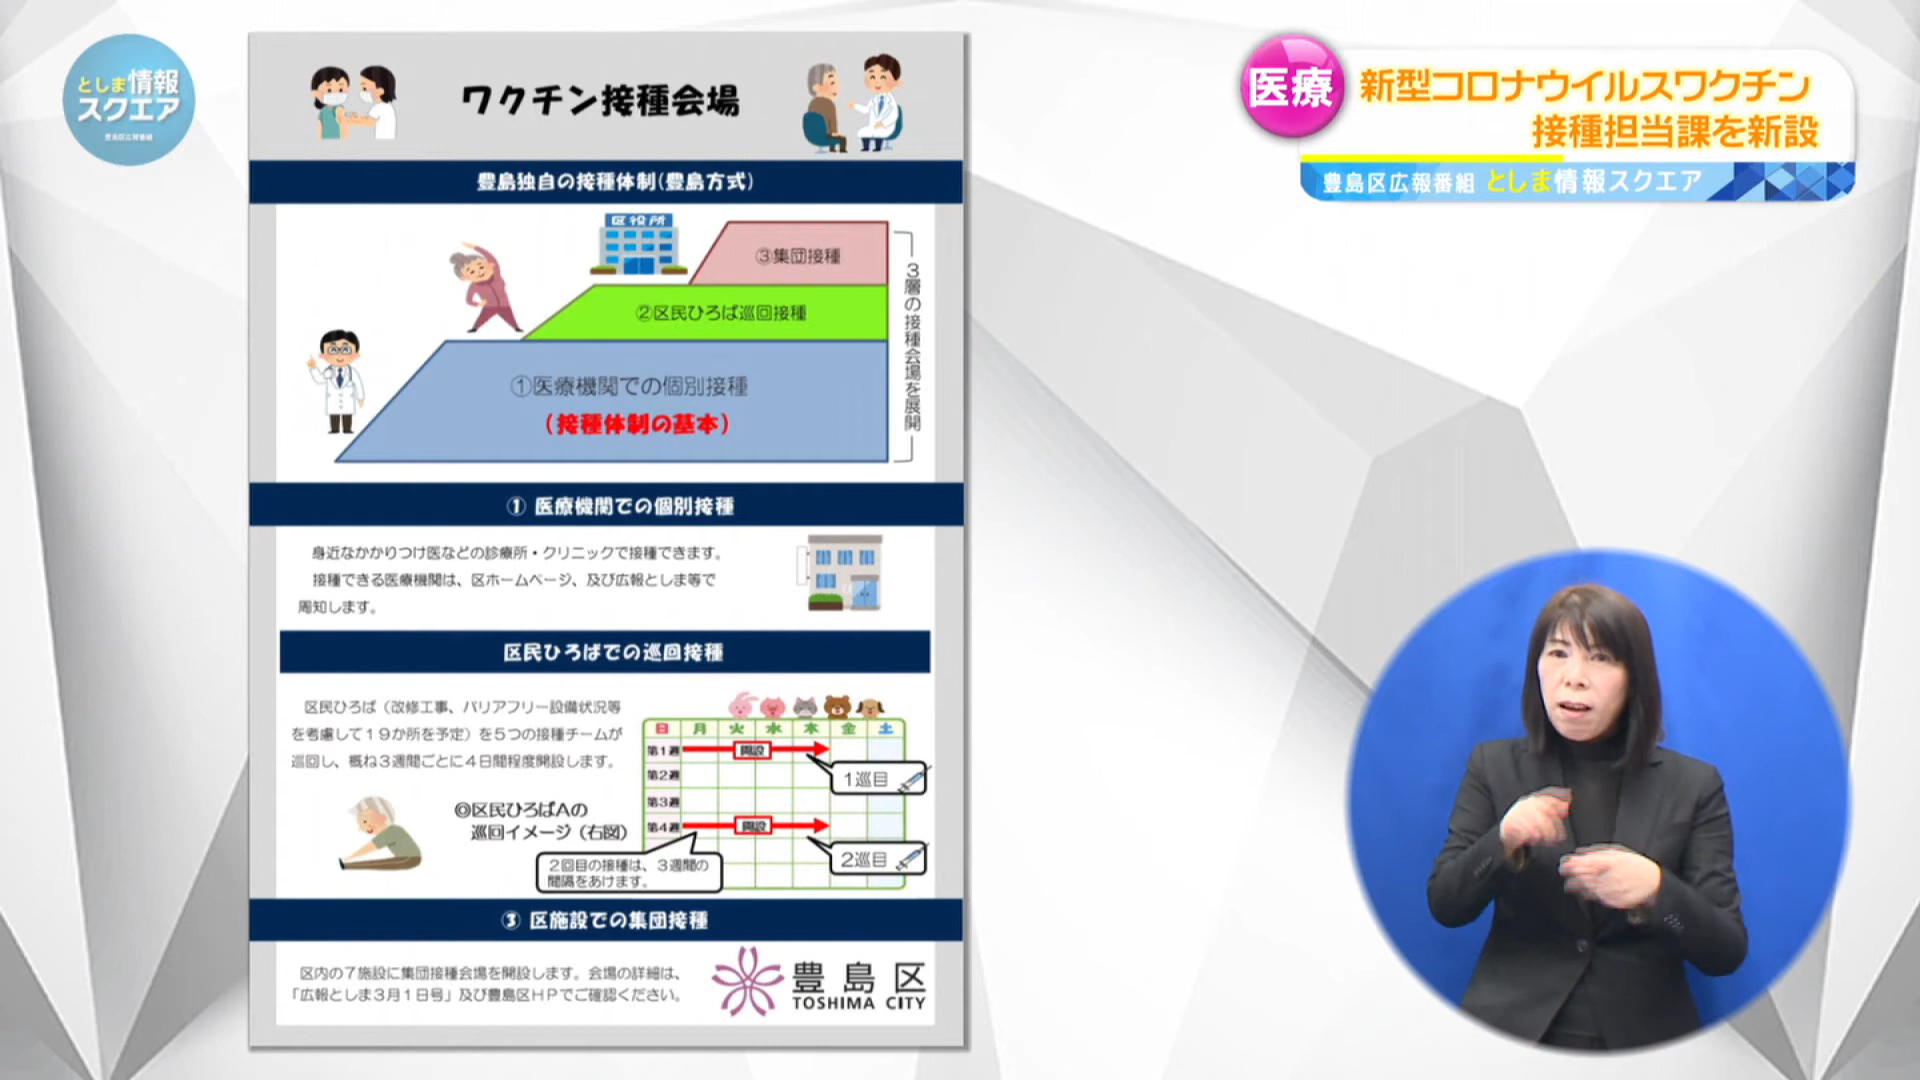 としま情報
スクエア
豊島区広報番組
ワクチン接種会場
豊島独自の接種体制(豊島方式)
区役所
③集団接種
②区民ひろば巡回接種
①医療機関での個別接種
(接種体制の基本)
3層の接種会場を展開
① 医療機関での個別接種
身近なかかりつけ医などの診療所・クリニックで接種できます。
接種できる医療機関は、区ホームページ、及び広報としま等で
周知します。
区民ひろばでの巡回接種
区民ひろば(改修工事、バリアフリー設備状況等
を考慮して19か所を予定)を5つの接種チームが
巡回し、概ね3週間ごとに4日間程度開設します。
◎区民ひろばAの
巡回イメージ(右図)
日 月 火 水 木 金 土
第1週 開設
1巡目
第2週
第3週
第4週 開設
2巡目
2回目の接種は、3週間の
間隔をあけます。
③ 区施設での集団接種
区内の7施設に集団接種会場を開設します。会場の詳細は、
「広報としま3月1日号」及び豊島区HPでご確認ください。
豊島区
TOSHIMA CITY
医療
新型コロナウイルスワクチン
接種担当課を新設
豊島区広報番組 としま情報スクエア